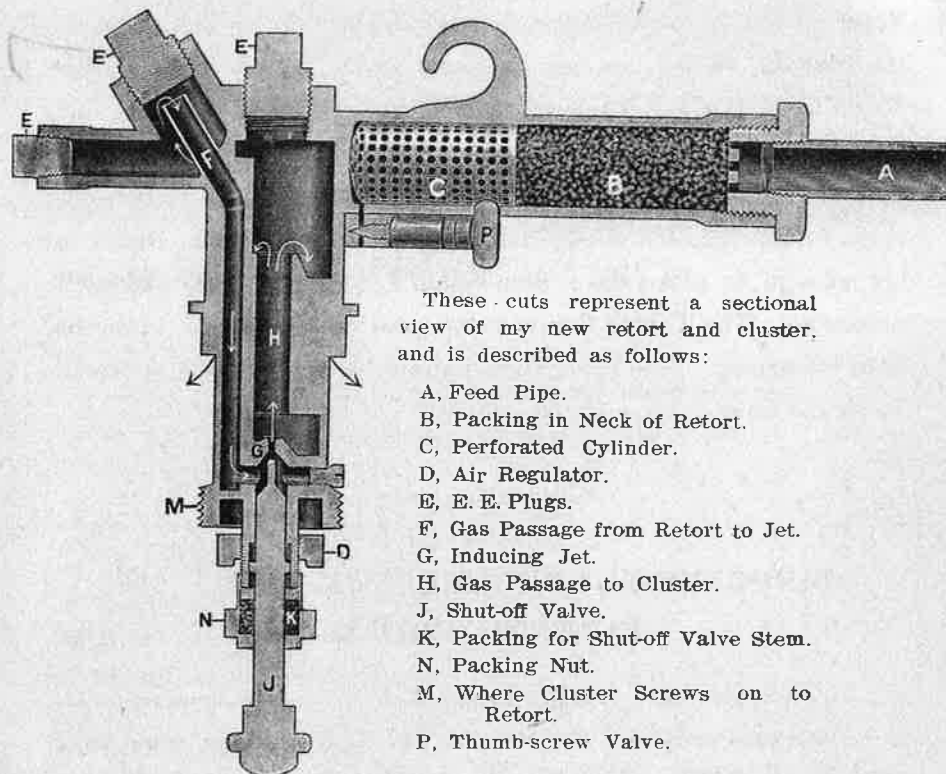 E
E
E
F
C
B
A
P
H
G
M
D
N
K
J
These cuts represent a sectional
view of my new retort and cluster,
and is described as follows:
A, Feed Pipe.
B, Packing in Neck of Retort.
C, Perforated Cylinder.
D, Air Regulator.
E, E. E. Plugs.
F, Gas Passage from Retort to Jet.
G, Inducing Jet.
H, Gas Passage to Cluster.
J, Shut-off Valve.
K, Packing for Shut-off Valve Stem.
N, Packing Nut.
M, Where Cluster Screws on to
Retort.
P, Thumb-screw Valve.